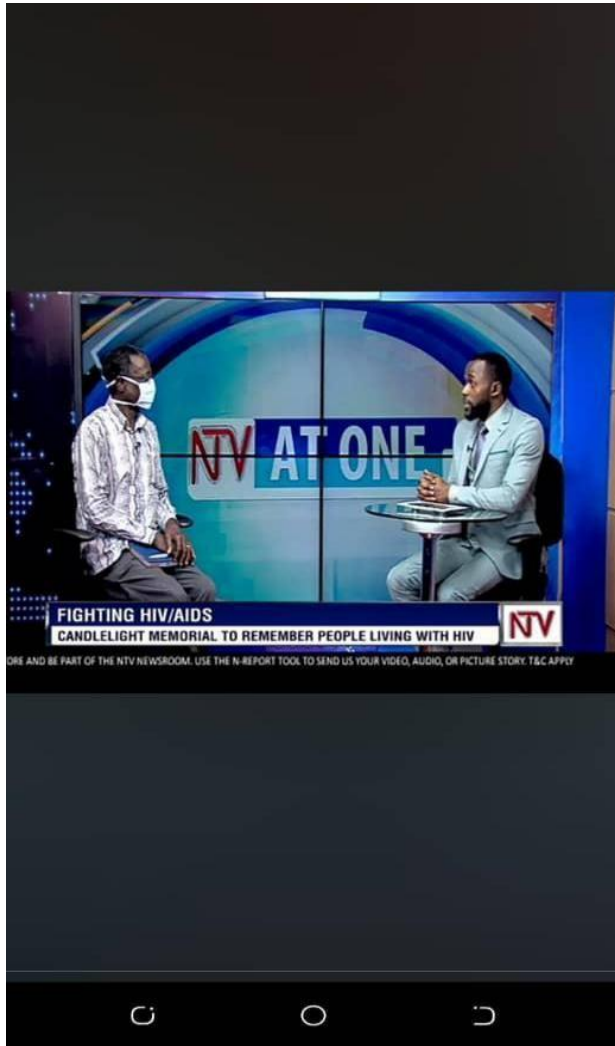 NTV AT ONE
FIGHTING HIV/AIDS
CANDLELIGHT MEMORIAL TO REMEMBER PEOPLE LIVING WITH HIV
NTV
ORE AND BE PART OF THE NTV NEWSROOM. USE THE N-REPORT TOOL TO SEND US YOUR VIDEO, AUDIO, OR PICTURE STORY. T&C APPLY